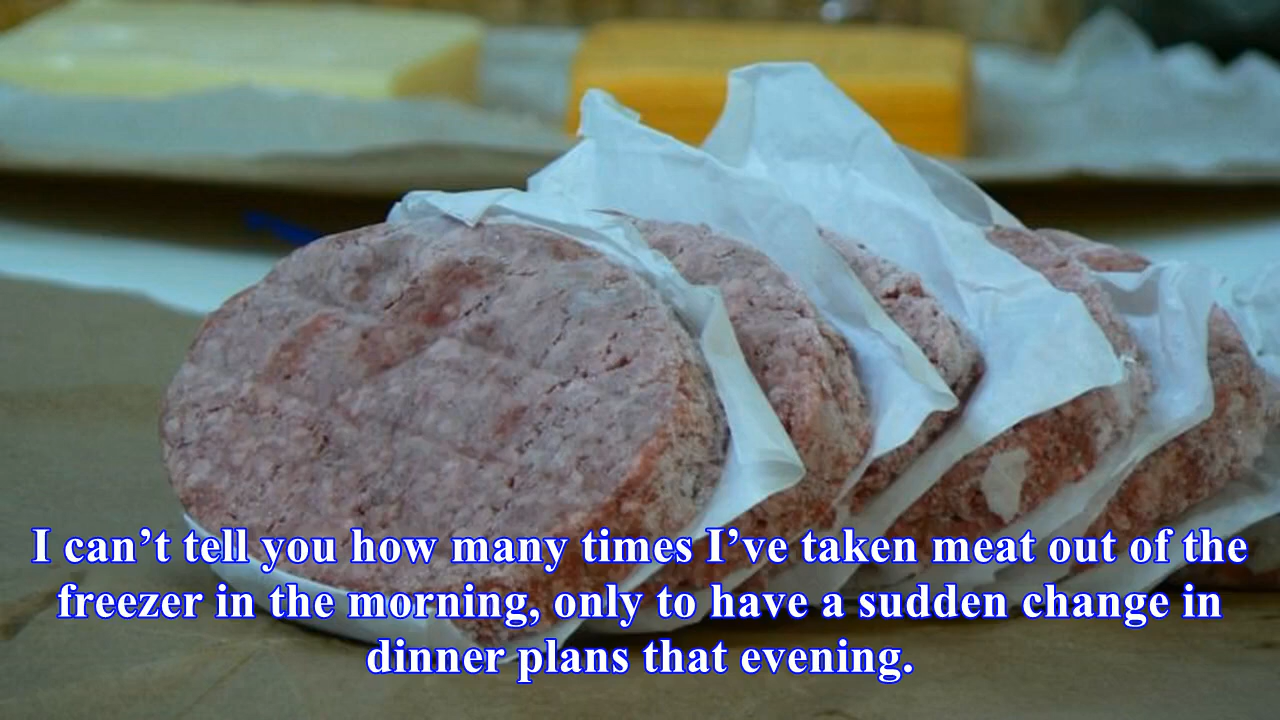 I can’t tell you how many times I’ve taken meat out of the
freezer in the morning, only to have a sudden change in
dinner plans that evening.